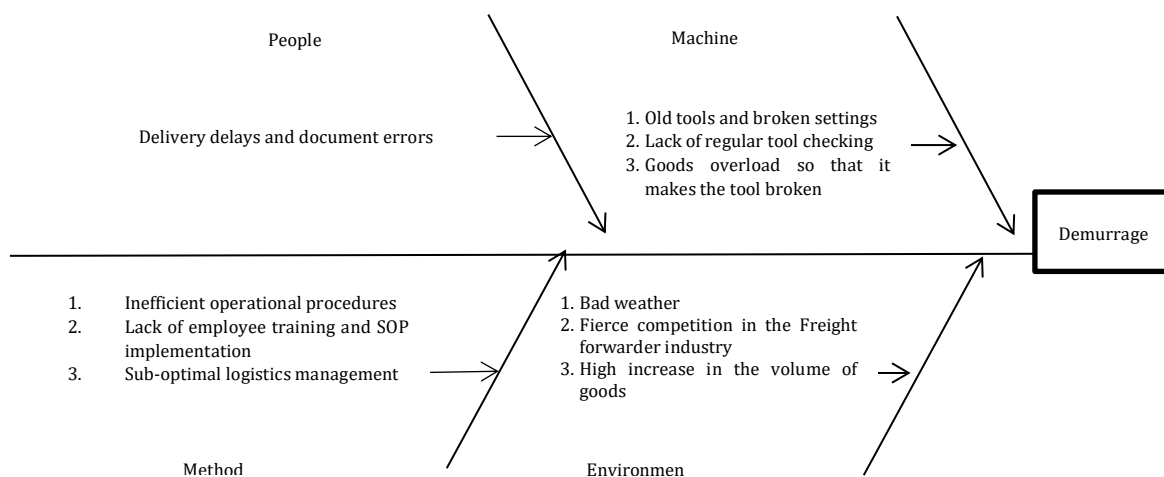 People
Machine
Delivery delays and document errors
1. Old tools and broken settings
2. Lack of regular tool checking
3. Goods overload so that it
makes the tool broken
Demurrage
1. Inefficient operational procedures
2. Lack of employee training and SOP
implementation
3. Sub-optimal logistics management
1. Bad weather
2. Fierce competition in the Freight
forwarder industry
3. High increase in the volume of
goods
Method
Environmen